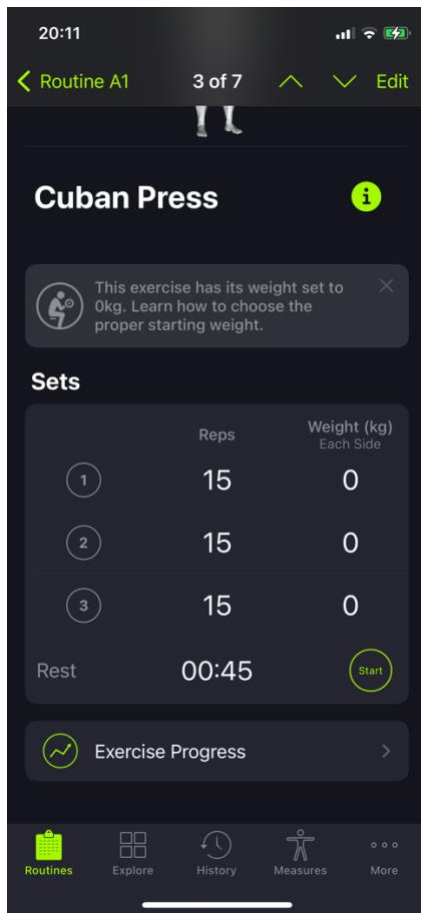 20:11
Routine A1 3 of 7 Edit
Cuban Press
This exercise has its weight set to
0kg. Learn how to choose the
proper starting weight.
Sets
Reps Weight (kg)
Each Side
1 15 0
2 15 0
3 15 0
Rest 00:45 Start
Exercise Progress
Routines Explore History Measures More